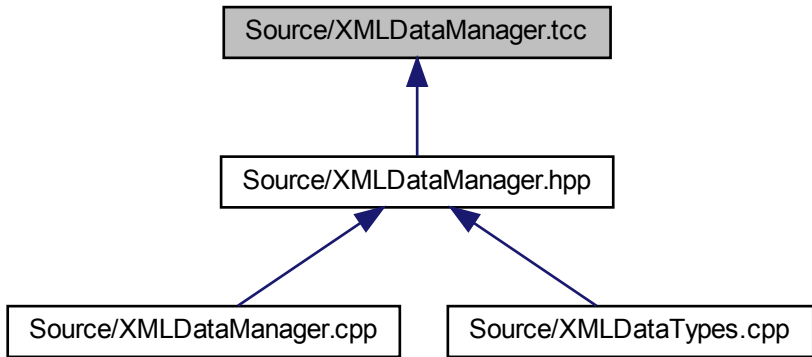 Source/XMLDataManager.tcc
Source/XMLDataManager.hpp
Source/XMLDataManager.cpp
Source/XMLDataTypes.cpp